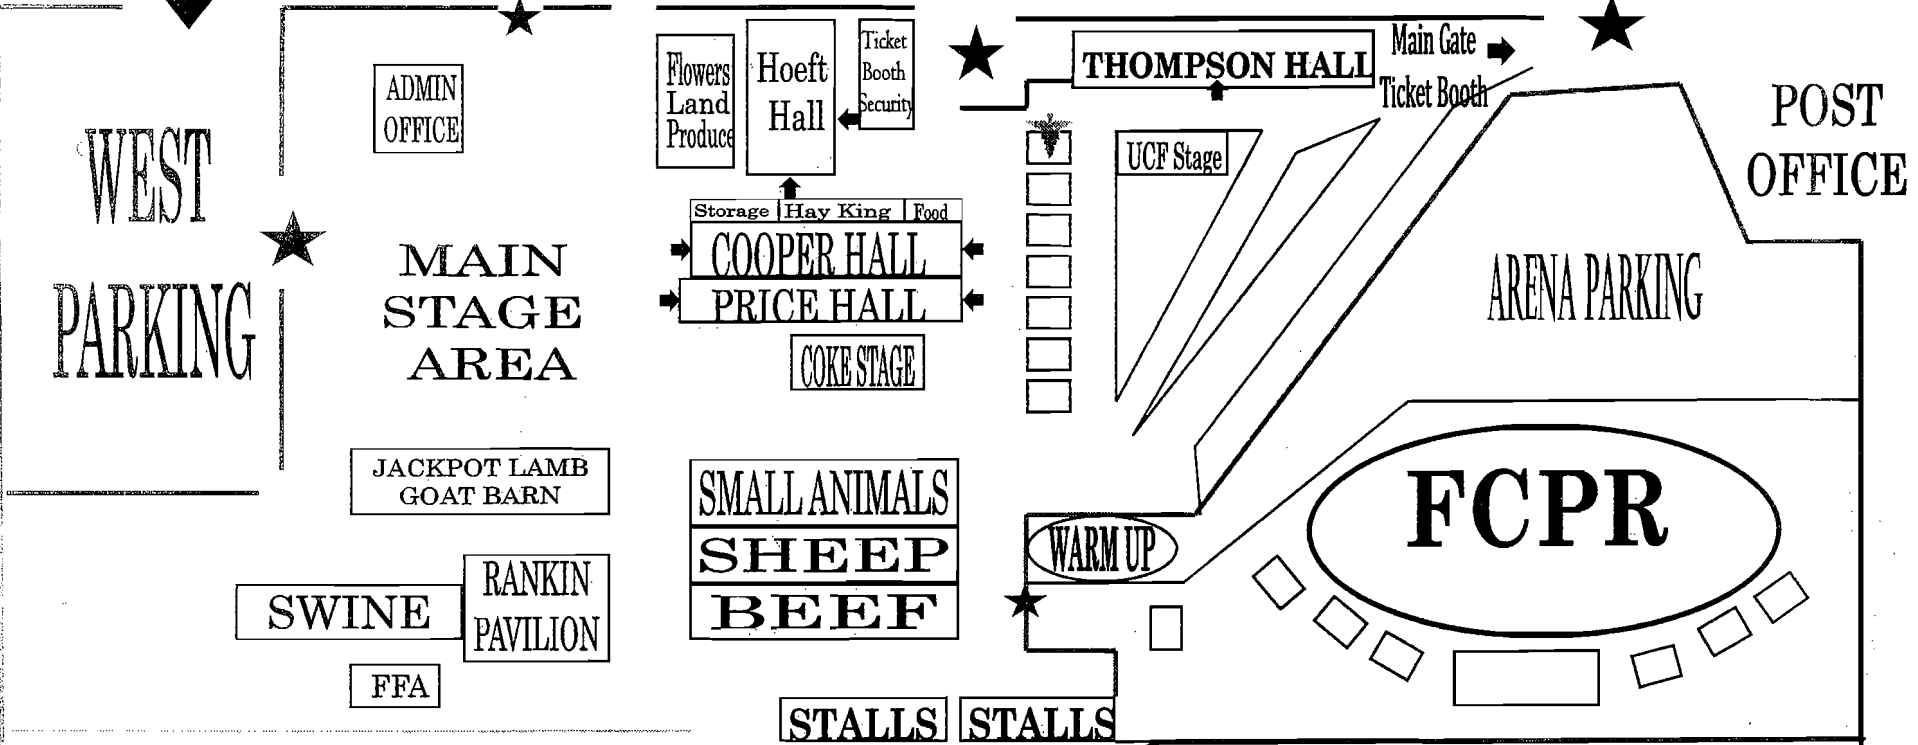 WEST
PARKING
ADMIN
OFFICE
MAIN
STAGE
AREA
JACKPOT LAMB
GOAT BARN
SWINE
RANKIN
PAVILION
FFA
Flowers
Land
Produce
Hoeft
Hall
Ticket
Booth
Security
Storage
Hay King
Food
COOPER HALL
PRICE HALL
COKE STAGE
SMALL ANIMALS
SHEEP
BEEF
STALLS
STALLS
THOMPSON HALL
Main Gate
Ticket Booth
UCF Stage
WARM UP
POST
OFFICE
ARENA PARKING
FCPR